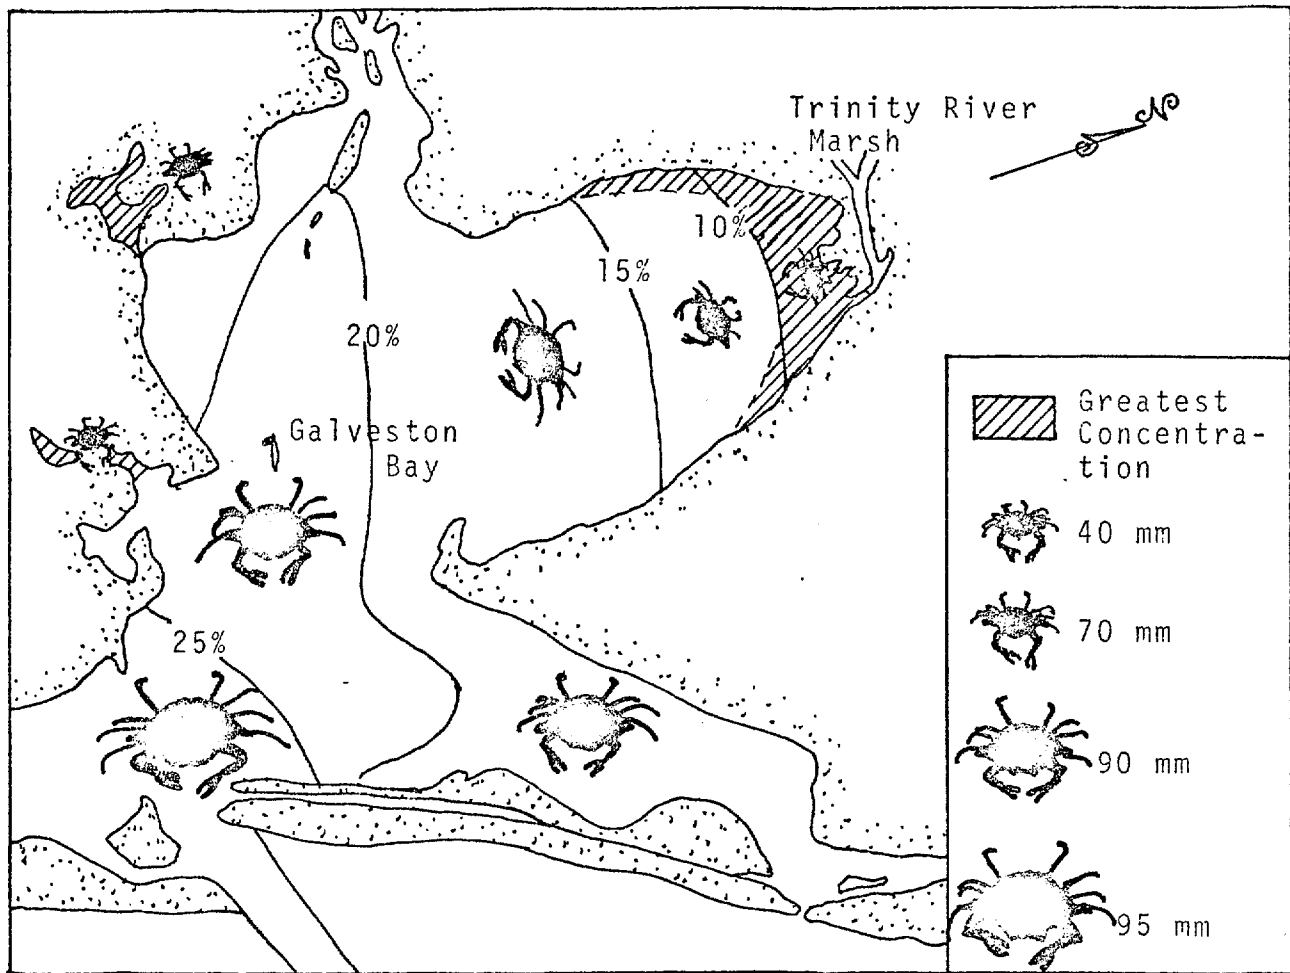 Trinity River
Marsh
N
10%
15%
20%
Galveston
Bay
25%
Greatest
Concentra-
tion
40 mm
70 mm
90 mm
95 mm